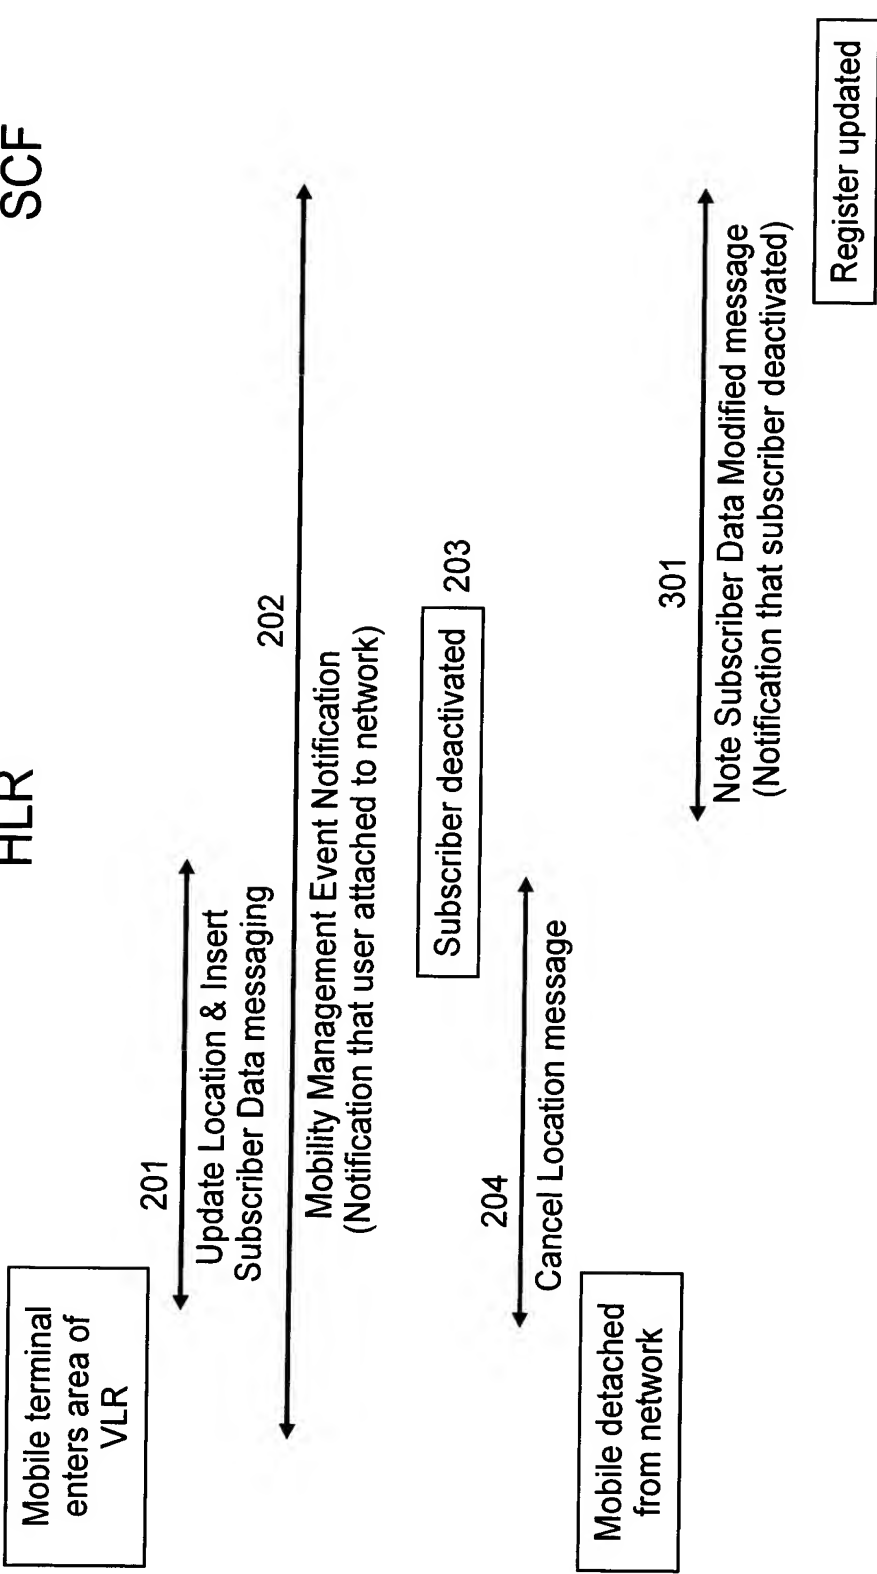 HLR
SCF
Mobile terminal
enters area of
VLR
201
Update Location & Insert
Subscriber Data messaging
202
Mobility Management Event Notification
(Notification that user attached to network)
Subscriber deactivated
203
204
Cancel Location message
Mobile detached
from network
301
Note Subscriber Data Modified message
(Notification that subscriber deactivated)
Register updated